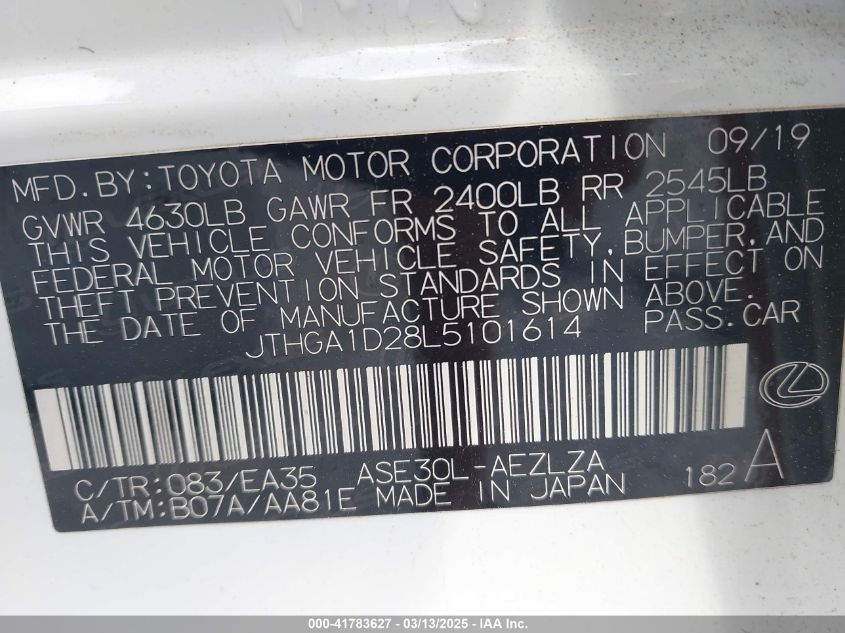 MFD. BY: TOYOTA MOTOR CORPORATION 09/19
GVWR 4630LB GAWR FR 2400LB RR 2545LB
THIS VEHICLE CONFORMS TO ALL APPLICABLE
FEDERAL MOTOR VEHICLE SAFETY, BUMPER, AND
THEFT PREVENTION STANDARDS IN EFFECT ON
THE DATE OF MANUFACTURE SHOWN ABOVE.
JTHGA1D28L5101614 PASS. CAR
C/TR: 083/EA35 ASE30L-AEZLZA
A/TM: B07A/AA81E MADE IN JAPAN 182 A
000-41783627 - 03/13/2025 - IAA Inc.